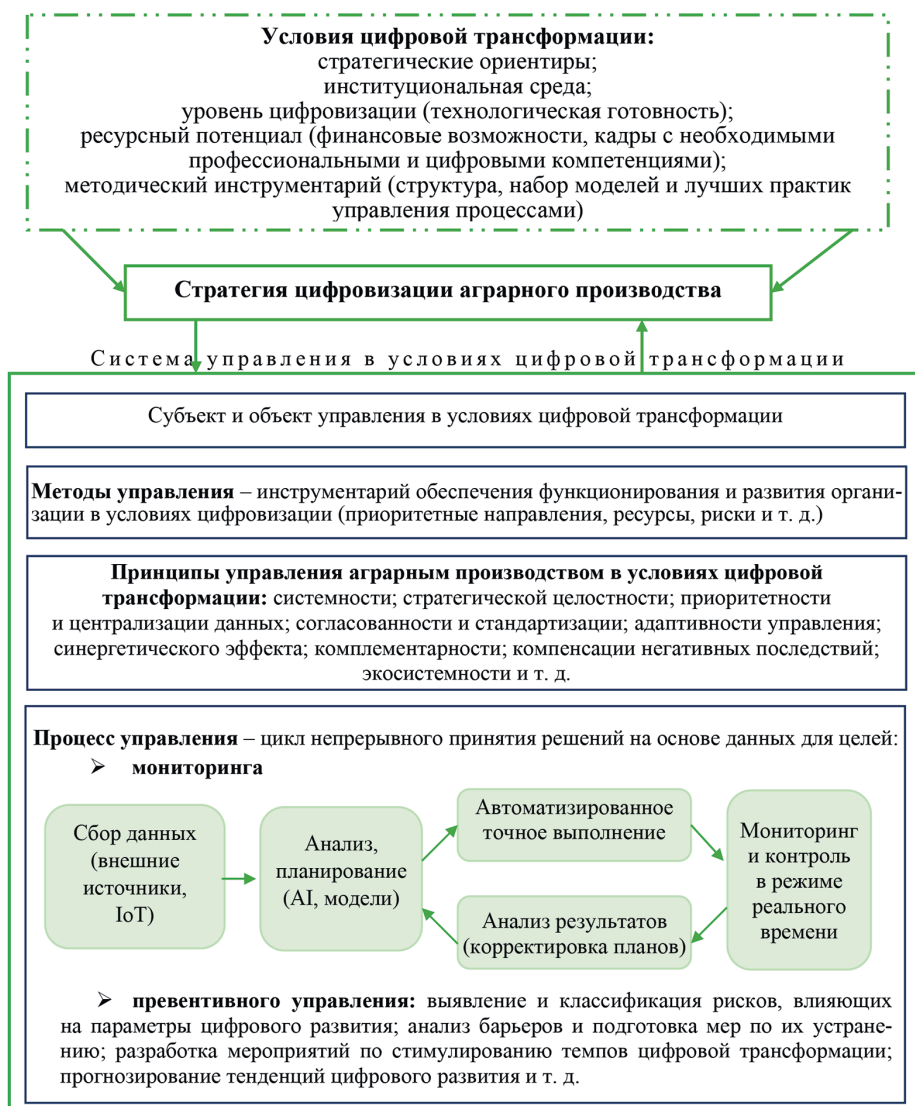 Условия цифровой трансформации:
стратегические ориентиры;
институциональная среда;
уровень цифровизации (технологическая готовность);
ресурсный потенциал (финансовые возможности, кадры с необходимыми
профессиональными и цифровыми компетенциями);
методический инструментарий (структура, набор моделей и лучших практик
управления процессами)
Стратегия цифровизации аграрного производства
Система управления в условиях цифровой трансформации
Субъект и объект управления в условиях цифровой трансформации
Методы управления – инструментарий обеспечения функционирования и развития органи-
зации в условиях цифровизации (приоритетные направления, ресурсы, риски и т. д.)
Принципы управления аграрным производством в условиях цифровой
трансформации: системности; стратегической целостности; приоритетности
и централизации данных; согласованности и стандартизации; адаптивности управления;
синергетического эффекта; комплементарности; компенсации негативных последствий;
экосистемности и т. д.
Процесс управления – цикл непрерывного принятия решений на основе данных для целей:
➢ мониторинга
Сбор данных
(внешние
источники,
IoT)
Анализ,
планирование
(AI, модели)
Автоматизированное
точное выполнение
Мониторинг
и контроль
в режиме
реального
времени
Анализ результатов
(корректировка планов)
➢ превентивного управления: выявление и классификация рисков, влияющих
на параметры цифрового развития; анализ барьеров и подготовка мер по их устране-
нию; разработка мероприятий по стимулированию темпов цифровой трансформации;
прогнозирование тенденций цифрового развития и т. д.